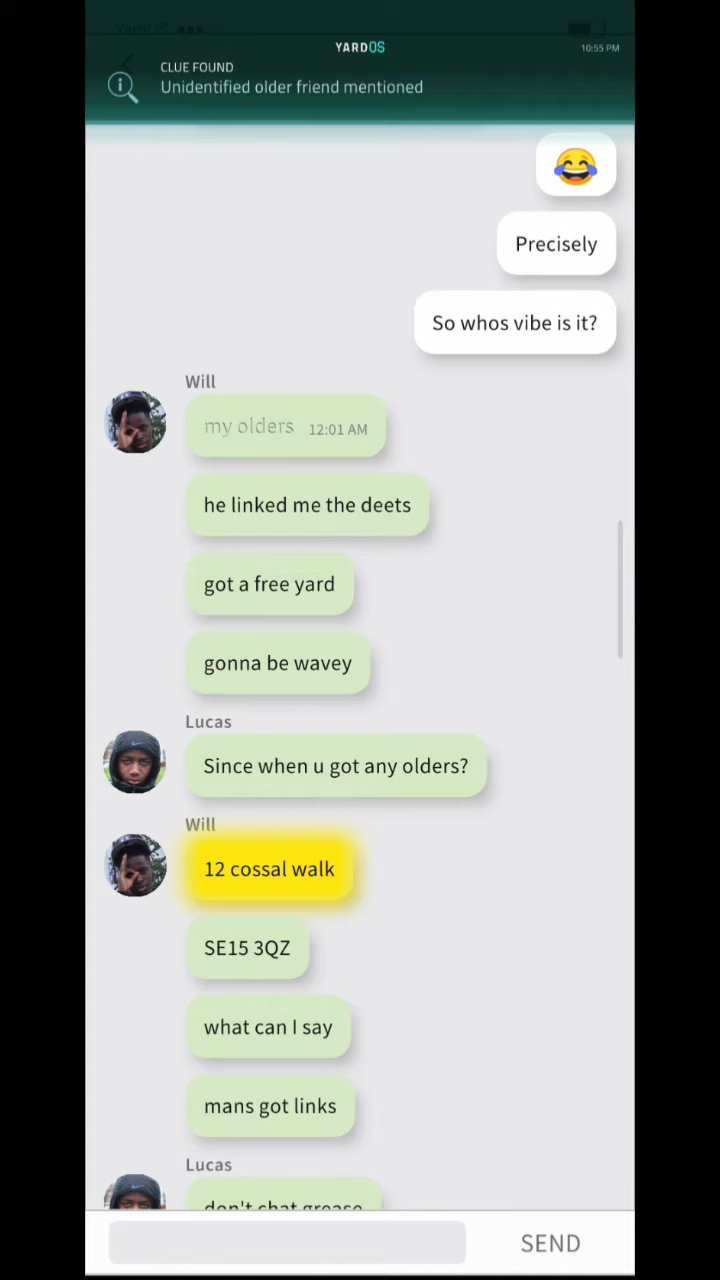 YARDOS
10:55 PM
CLUE FOUND
Unidentified older friend mentioned
Precisely
So whos vibe is it?
Will
my olders 12:01 AM
he linked me the deets
got a free yard
gonna be wavey
Lucas
Since when u got any olders?
Will
12 cossal walk
SE15 3QZ
what can I say
mans got links
Lucas
don't chat grease
SEND